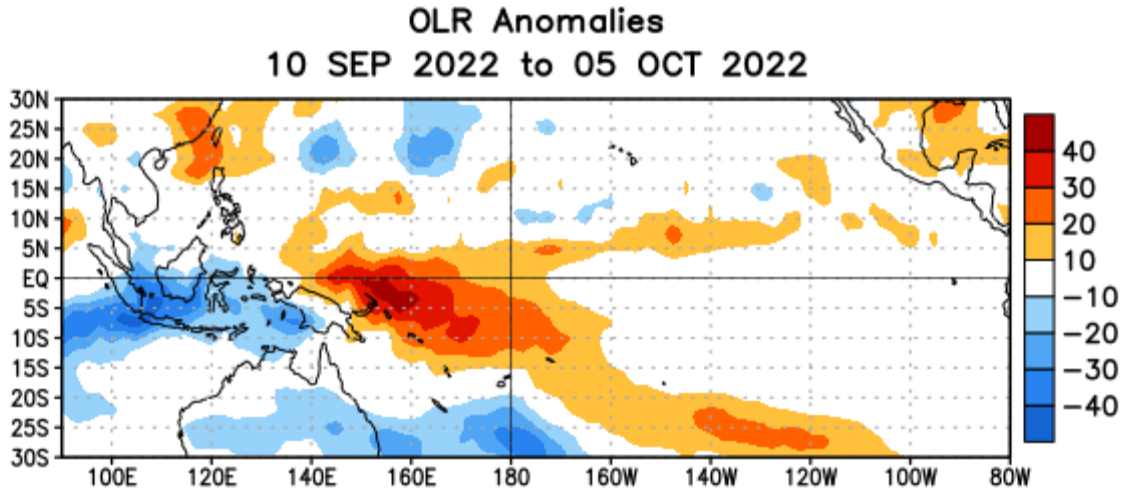 OLR Anomalies
10 SEP 2022 to 05 OCT 2022
30N
25N
20N
15N
10N
5N
EQ
5S
10S
15S
20S
25S
30S
100E 120E 140E 160E 180 160W 140W 120W 100W 80W
40
30
20
10
-10
-20
-30
-40